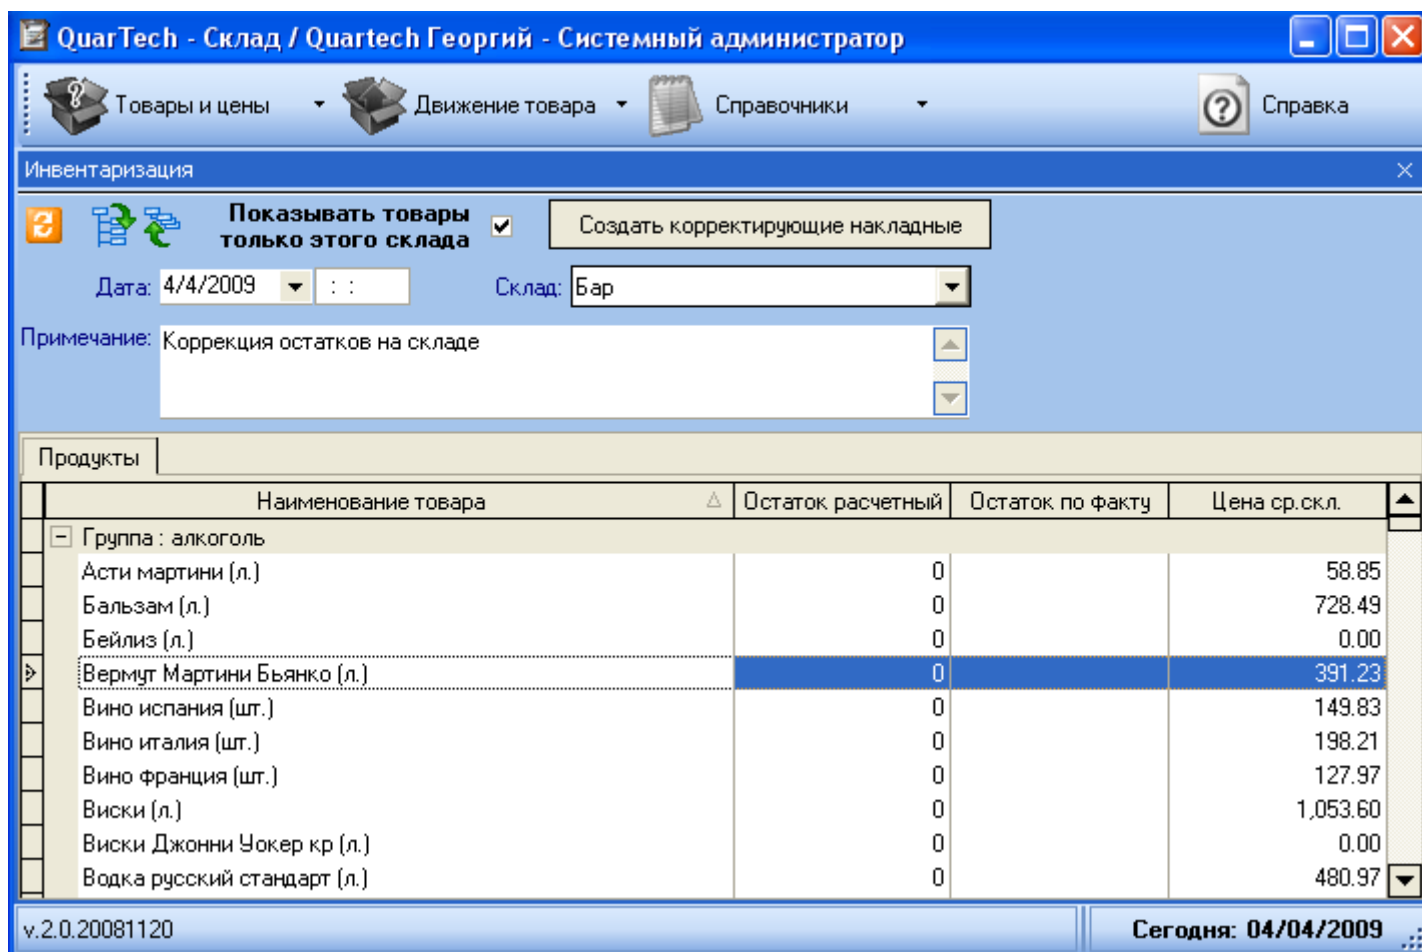 QuarTech - Склад / Quartech Георгий - Системный администратор
Товары и цены Движение товара Справочники Справка
Инвентаризация
Показывать товары
только этого склада
Создать корректирующие накладные
Дата: 4/4/2009 : : Склад: Бар
Примечание: Коррекция остатков на складе
Продукты
Наименование товара Остаток расчетный Остаток по факту Цена ср.скл.
Группа : алкоголь
Асти мартини (л.) 0 58.85
Бальзам (л.) 0 728.49
Бейлиз (л.) 0 0.00
Вермут Мартини Бьянко (л.) 0 391.23
Вино испания (шт.) 0 149.83
Вино италия (шт.) 0 198.21
Вино франция (шт.) 0 127.97
Виски (л.) 0 1,053.60
Виски Джонни Уокер кр (л.) 0 0.00
Водка русский стандарт (л.) 0 480.97
v.2.0.20081120 Сегодня: 04/04/2009